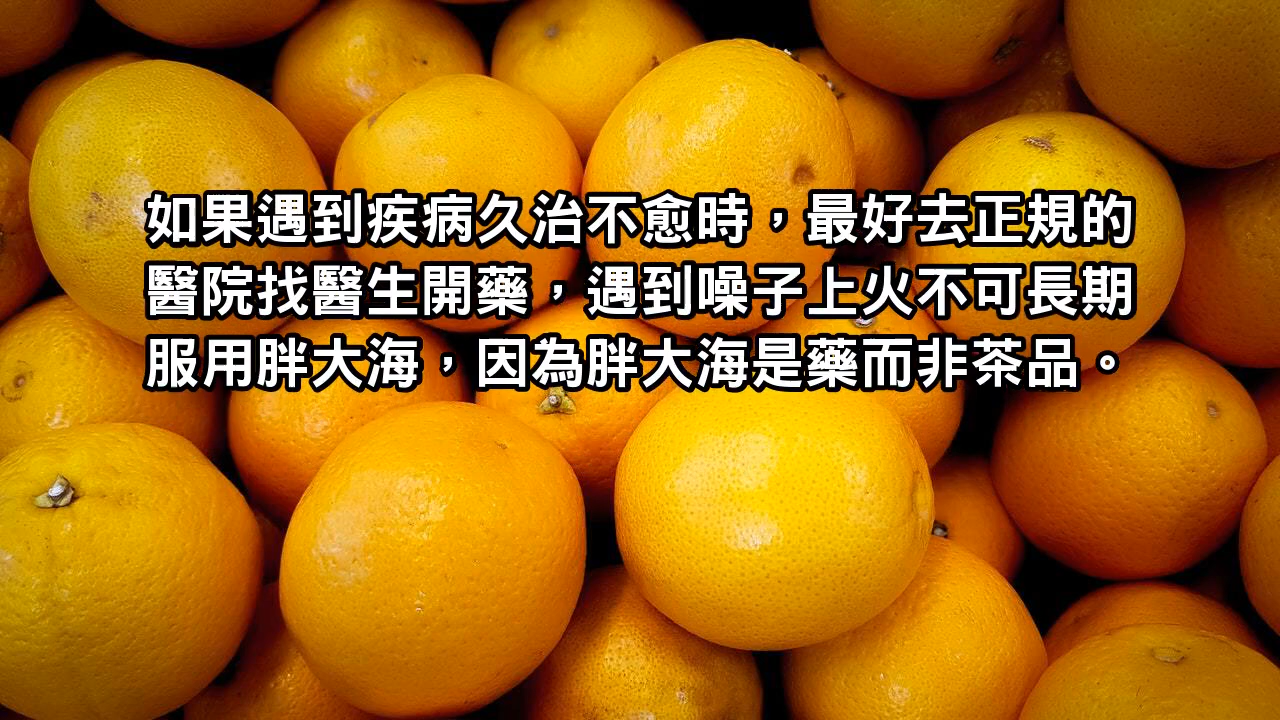 如果遇到疾病久治不愈時，最好去正規的
醫院找醫生開藥，遇到噪子上火不可長期
服用胖大海，因為胖大海是藥而非茶品。